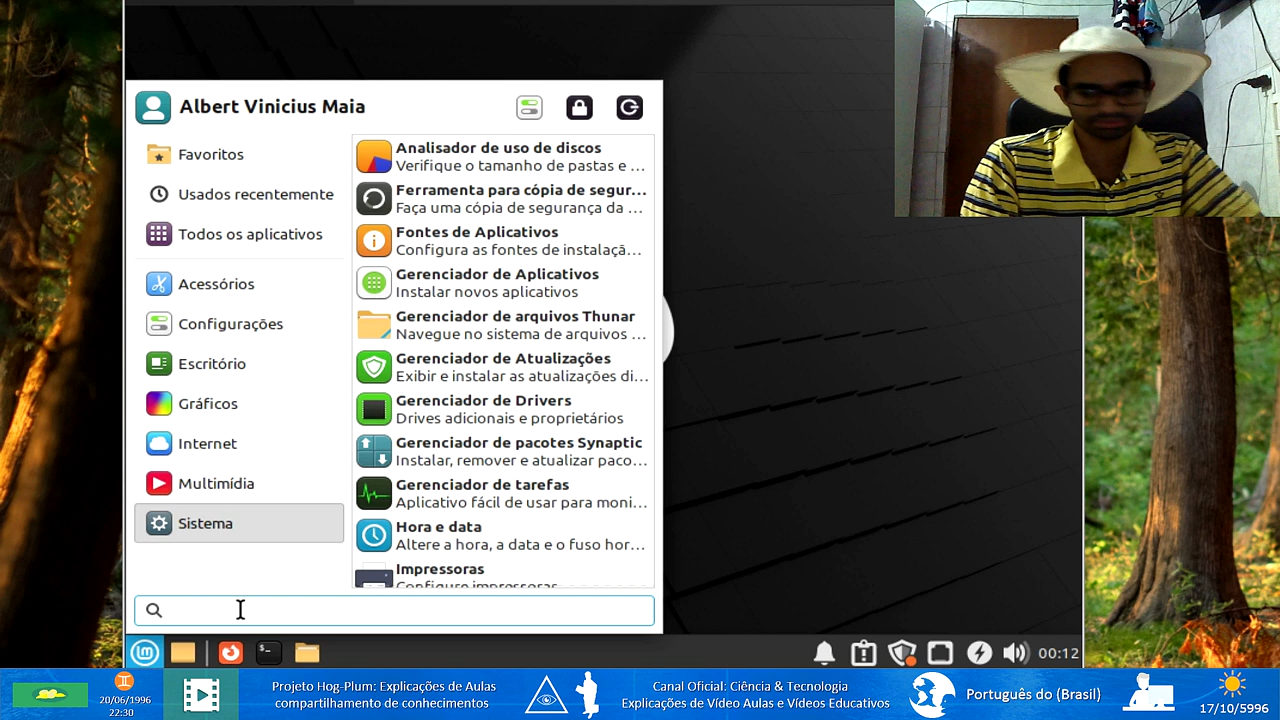 Albert Vinicius Maia
Favoritos
Usados recentemente
Todos os aplicativos
Acessórios
Configurações
Escritório
Gráficos
Internet
Multimídia
Sistema
Analisador de uso de discos
Verifique o tamanho de pastas e ...
Ferramenta para cópia de segur...
Faça uma cópia de segurança da ...
Fontes de Aplicativos
Configura as fontes de instalaçã...
Gerenciador de Aplicativos
Instalar novos aplicativos
Gerenciador de arquivos Thunar
Navegue no sistema de arquivos ...
Gerenciador de Atualizações
Exibir e instalar as atualizações di...
Gerenciador de Drivers
Drives adicionais e proprietários
Gerenciador de pacotes Synaptic
Instalar, remover e atualizar paco...
Gerenciador de tarefas
Aplicativo fácil de usar para moni...
Hora e data
Altere a hora, a data e o fuso hor...
Impressoras
Configure impressoras
00:12
20/06/1996
22:30
Projeto Hog-Plum: Explicações de Aulas
compartilhamento de conhecimentos
Canal Oficial: Ciência & Tecnologia
Explicações de Vídeo Aulas e Vídeos Educativos
Português do (Brasil)
17/10/5996